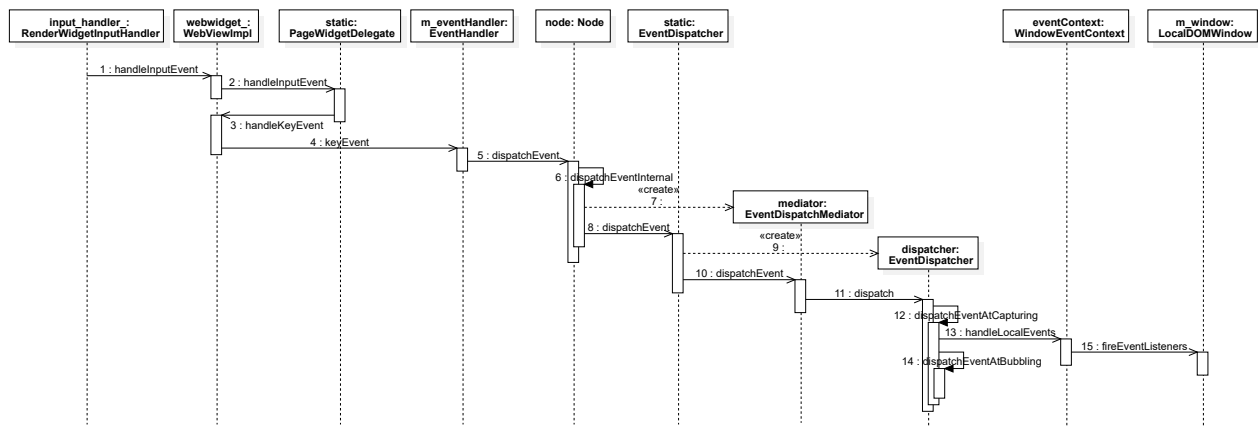 input_handler_:
RenderWidgetInputHandler
webwidget_:
WebViewImpl
static:
PageWidgetDelegate
m_eventHandler:
EventHandler
node: Node
static:
EventDispatcher
eventContext:
WindowEventContext
m_window:
LocalDOMWindow
1 : handleInputEvent
2 : handleInputEvent
3 : handleKeyEvent
4 : keyEvent
5 : dispatchEvent
6 : dispatchEventInternal
«create»
7 :
mediator:
EventDispatchMediator
8 : dispatchEvent
«create»
9 :
dispatcher:
EventDispatcher
10 : dispatchEvent
11 : dispatch
12 : dispatchEventAtCapturing
13 : handleLocalEvents
15 : fireEventListeners
14 : dispatchEventAtBubbling